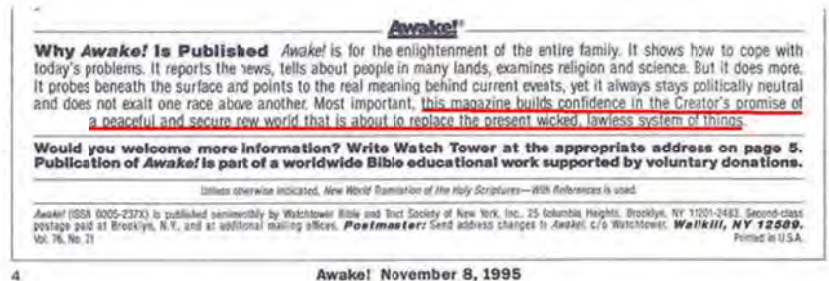 Awake!®
Why Awake! Is Published Awake! is for the enlightenment of the entire family. It shows how to cope with
today's problems. It reports the news, tells about people in many lands, examines religion and science. But it does more.
It probes beneath the surface and points to the real meaning behind current events, yet it always stays politically neutral
and does not exalt one race above another. Most important, this magazine builds confidence in the Creator's promise of
a peaceful and secure new world that is about to replace the present wicked, lawless system of things.
Would you welcome more information? Write Watch Tower at the appropriate address on page 5.
Publication of Awake! is part of a worldwide Bible educational work supported by voluntary donations.
Unless otherwise indicated, New World Translation of the Holy Scriptures—With References is used.
Awake! (ISSN 0005-237X) is published semimonthly by Watchtower Bible and Tract Society of New York, Inc., 25 Columbia Heights, Brooklyn, NY 11201-2483. Second-class
postage paid at Brooklyn, N.Y., and at additional mailing offices. Postmaster: Send address changes to Awake!, c/o Watchtower, Wallkill, NY 12589.
Vol. 76, No. 21 Printed in U.S.A.
4 Awake! November 8, 1995